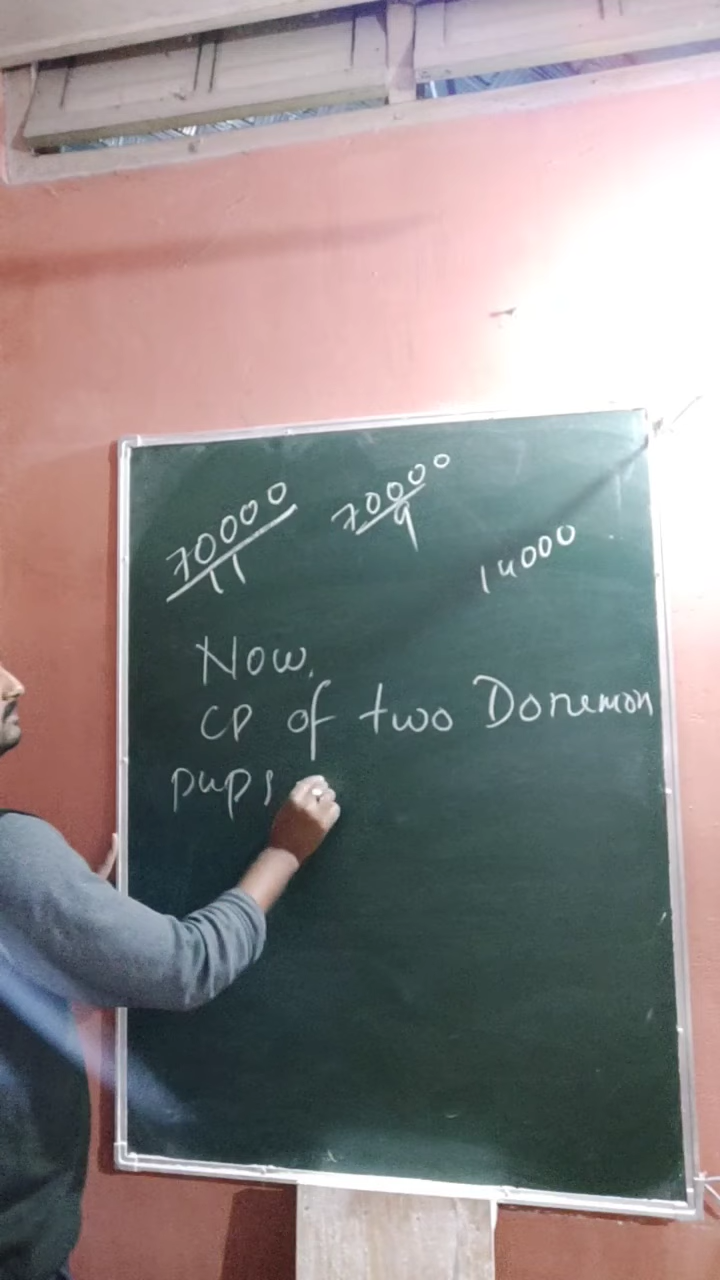 70000 70000
11 9
14000
Now,
CP of two Doremon
pups